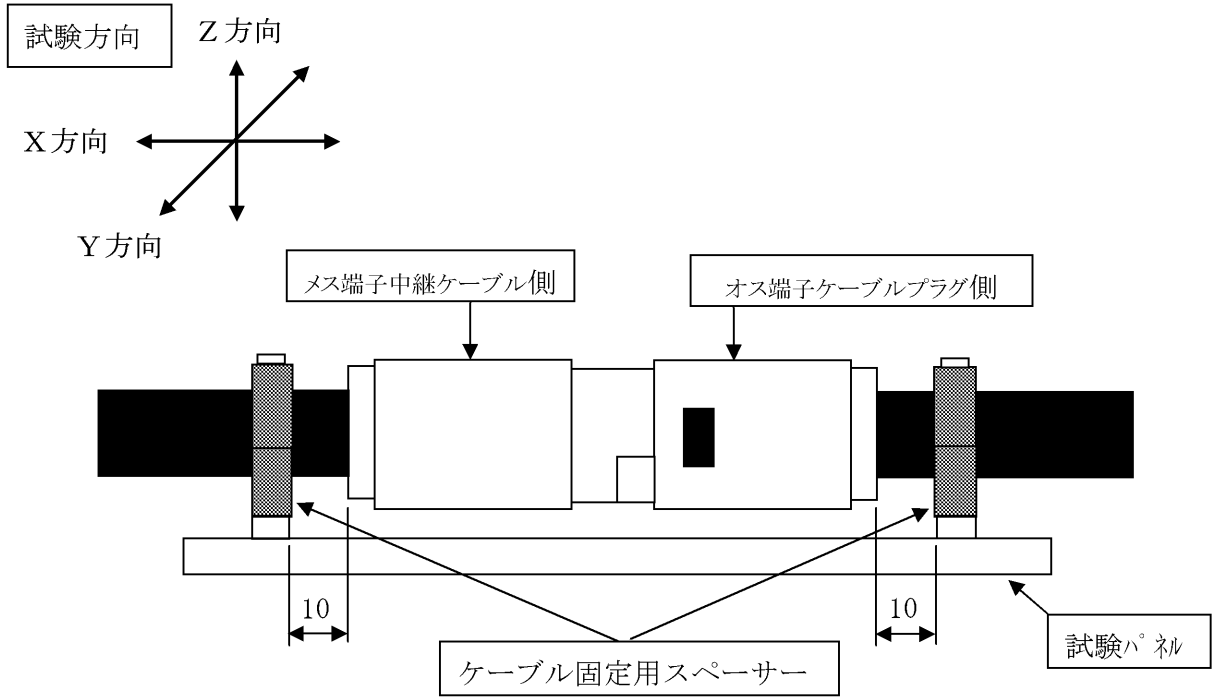 試験方向
Z方向
X方向
Y方向
メス端子中継ケーブル側
オス端子ケーブルプラグ側
10
10
ケーブル固定用スペーサー
試験ﾊﾟﾈﾙ